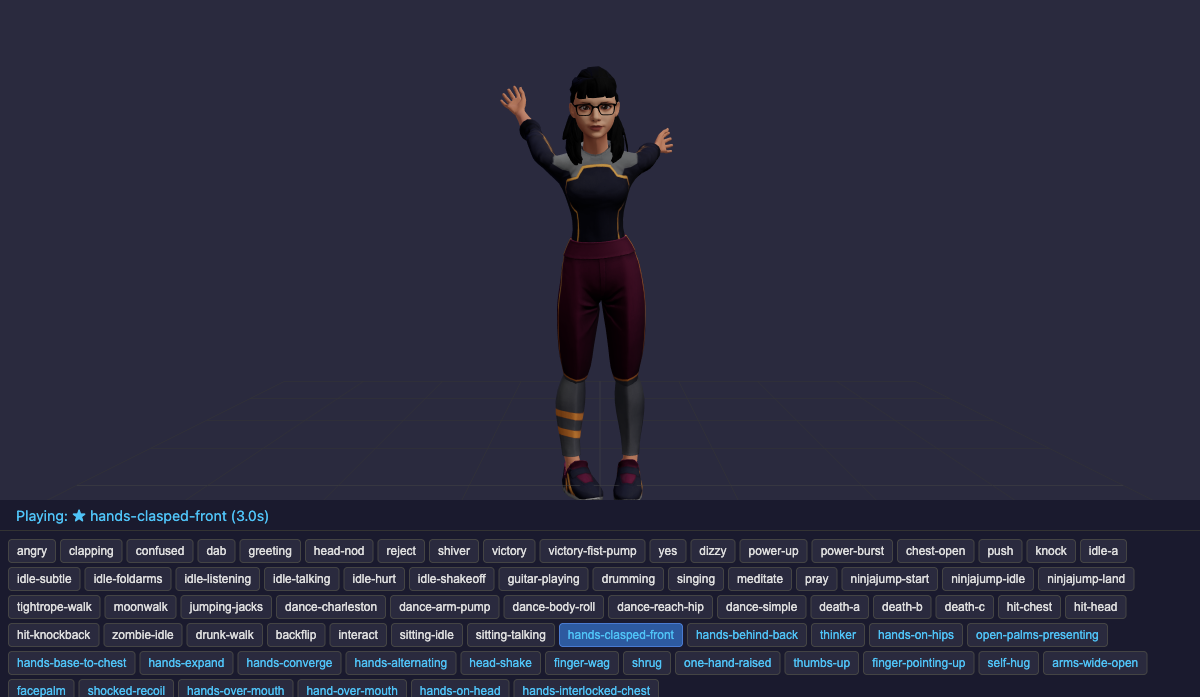 Playing: ★ hands-clasped-front (3.0s)
angry clapping confused dab greeting head-nod reject shiver victory victory-fist-pump yes dizzy power-up power-burst chest-open push knock idle-a
idle-subtle idle-foldarms idle-listening idle-talking idle-hurt idle-shakeoff guitar-playing drumming singing meditate pray ninjajump-start ninjajump-idle ninjajump-land
tightrope-walk moonwalk jumping-jacks dance-charleston dance-arm-pump dance-body-roll dance-reach-hip dance-simple death-a death-b death-c hit-chest hit-head
hit-knockback zombie-idle drunk-walk backflip interact sitting-idle sitting-talking hands-clasped-front hands-behind-back thinker hands-on-hips open-palms-presenting
hands-base-to-chest hands-expand hands-converge hands-alternating head-shake finger-wag shrug one-hand-raised thumbs-up finger-pointing-up self-hug arms-wide-open
facepalm shocked-recoil hands-over-mouth hand-over-mouth hands-on-head hands-interlocked-chest